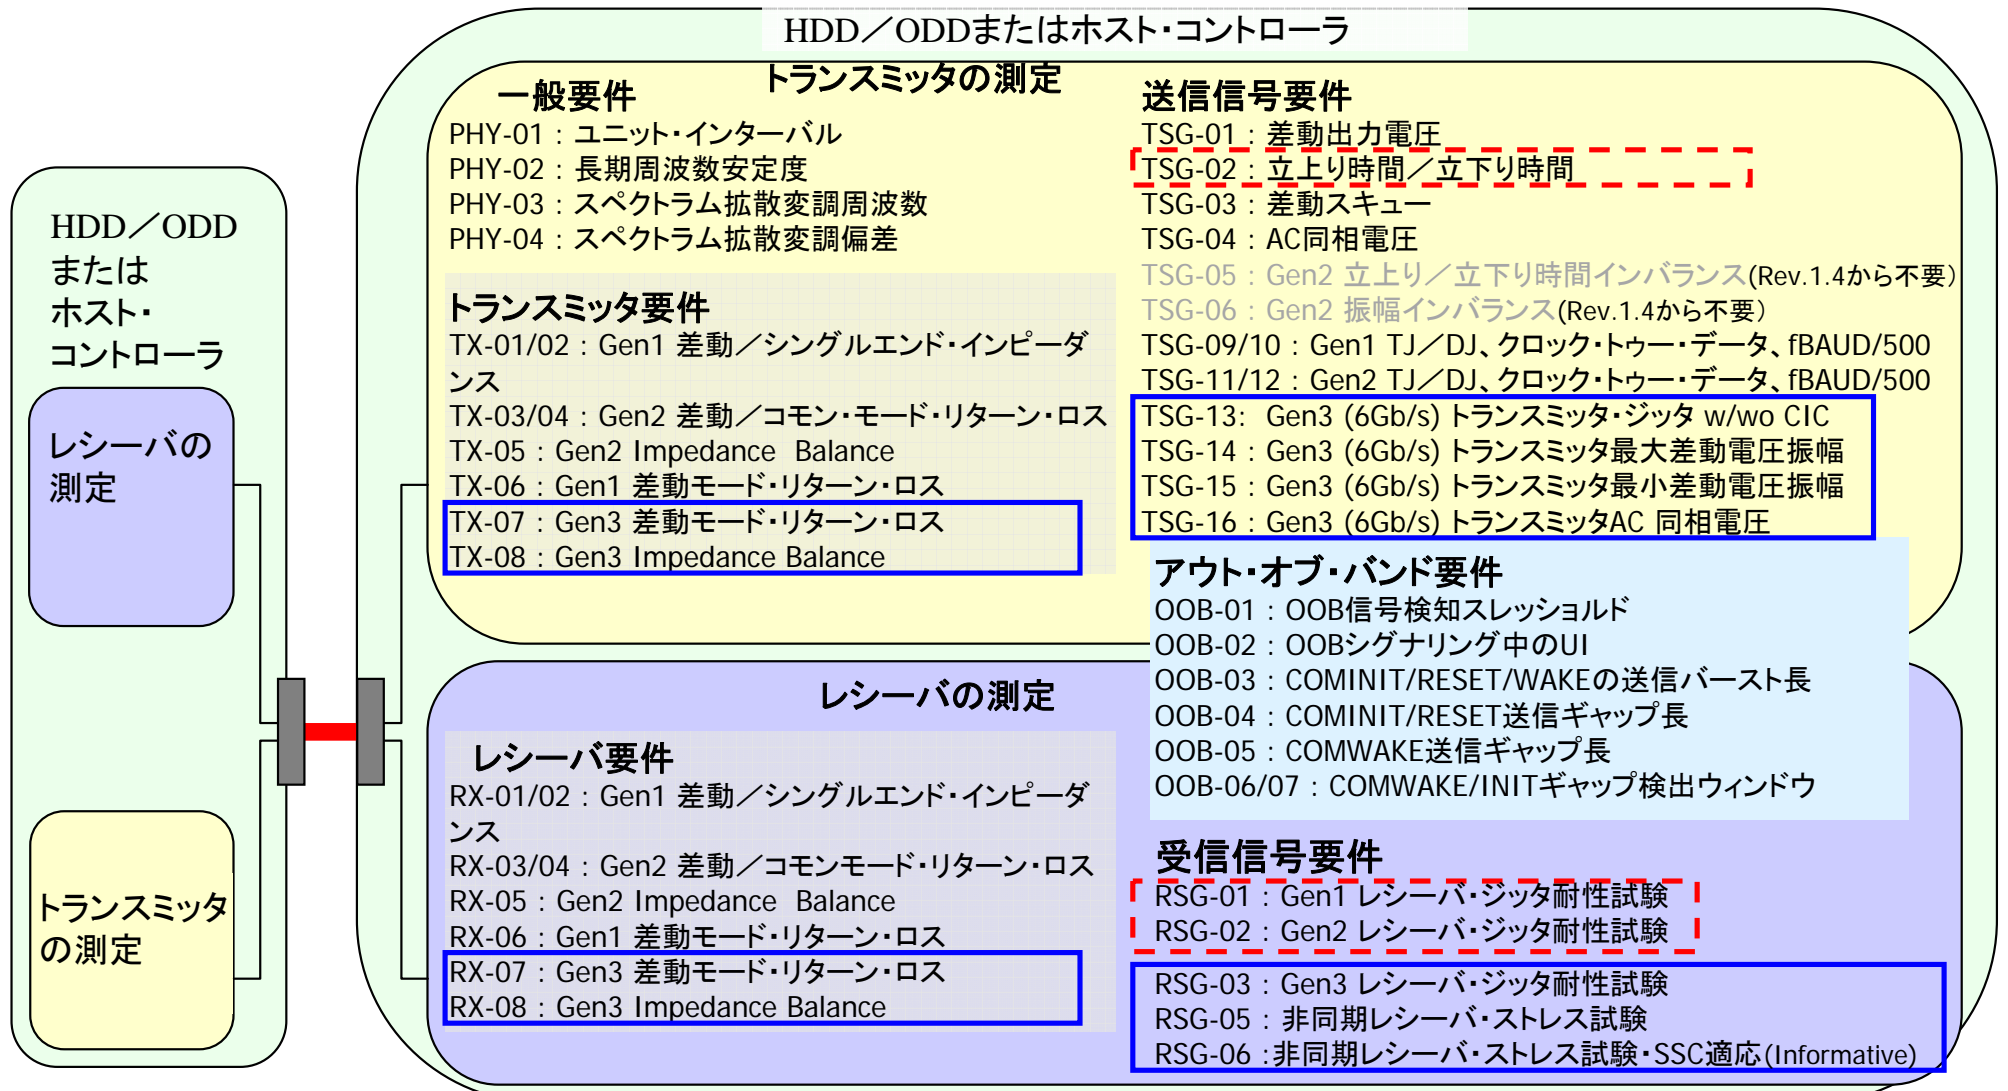 HDD／ODDまたはホスト・コントローラ
HDD／ODD
または
ホスト・
コントローラ
レシーバの
測定
トランスミッタ
の測定
トランスミッタの測定
一般要件
PHY-01：ユニット・インターバル
PHY-02：長期周波数安定度
PHY-03：スペクトラム拡散変調周波数
PHY-04：スペクトラム拡散変調偏差
トランスミッタ要件
TX-01/02：Gen1 差動／シングルエンド・インピーダ
ンス
TX-03/04：Gen2 差動／コモン・モード・リターン・ロス
TX-05：Gen2 Impedance Balance
TX-06：Gen1 差動モード・リターン・ロス
TX-07：Gen3 差動モード・リターン・ロス
TX-08：Gen3 Impedance Balance
送信信号要件
TSG-01：差動出力電圧
TSG-02：立上り時間／立下り時間
TSG-03：差動スキュー
TSG-04：AC同相電圧
TSG-05：Gen2 立上り／立下り時間インバランス(Rev.1.4から不要)
TSG-06：Gen2 振幅インバランス(Rev.1.4から不要)
TSG-09/10：Gen1 TJ／DJ、クロック・トゥー・データ、fBAUD/500
TSG-11/12：Gen2 TJ／DJ、クロック・トゥー・データ、fBAUD/500
TSG-13: Gen3 (6Gb/s) トランスミッタ・ジッタ w/wo CIC
TSG-14：Gen3 (6Gb/s) トランスミッタ最大差動電圧振幅
TSG-15：Gen3 (6Gb/s) トランスミッタ最小差動電圧振幅
TSG-16：Gen3 (6Gb/s) トランスミッタAC 同相電圧
アウト・オブ・バンド要件
OOB-01：OOB信号検知スレッショルド
OOB-02：OOBシグナリング中のUI
OOB-03：COMINIT/RESET/WAKEの送信バースト長
OOB-04：COMINIT/RESET送信ギャップ長
OOB-05：COMWAKE送信ギャップ長
OOB-06/07：COMWAKE/INITギャップ検出ウィンドウ
レシーバの測定
レシーバ要件
RX-01/02：Gen1 差動／シングルエンド・インピーダ
ンス
RX-03/04：Gen2 差動／コモンモード・リターン・ロス
RX-05：Gen2 Impedance Balance
RX-06：Gen1 差動モード・リターン・ロス
RX-07：Gen3 差動モード・リターン・ロス
RX-08：Gen3 Impedance Balance
受信信号要件
RSG-01：Gen1 レシーバ・ジッタ耐性試験
RSG-02：Gen2 レシーバ・ジッタ耐性試験
RSG-03：Gen3 レシーバ・ジッタ耐性試験
RSG-05：非同期レシーバ・ストレス試験
RSG-06 :非同期レシーバ・ストレス試験・SSC適応(Informative)